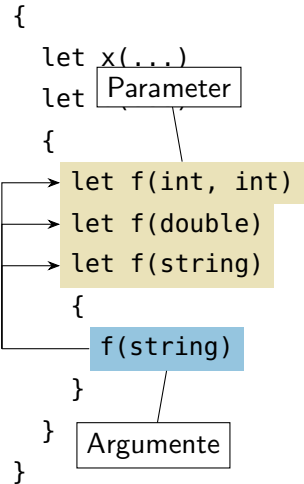 {
let x(...)
let
Parameter
{
let f(int, int)
let f(double)
let f(string)
{
f(string)
}
}
Argumente
}